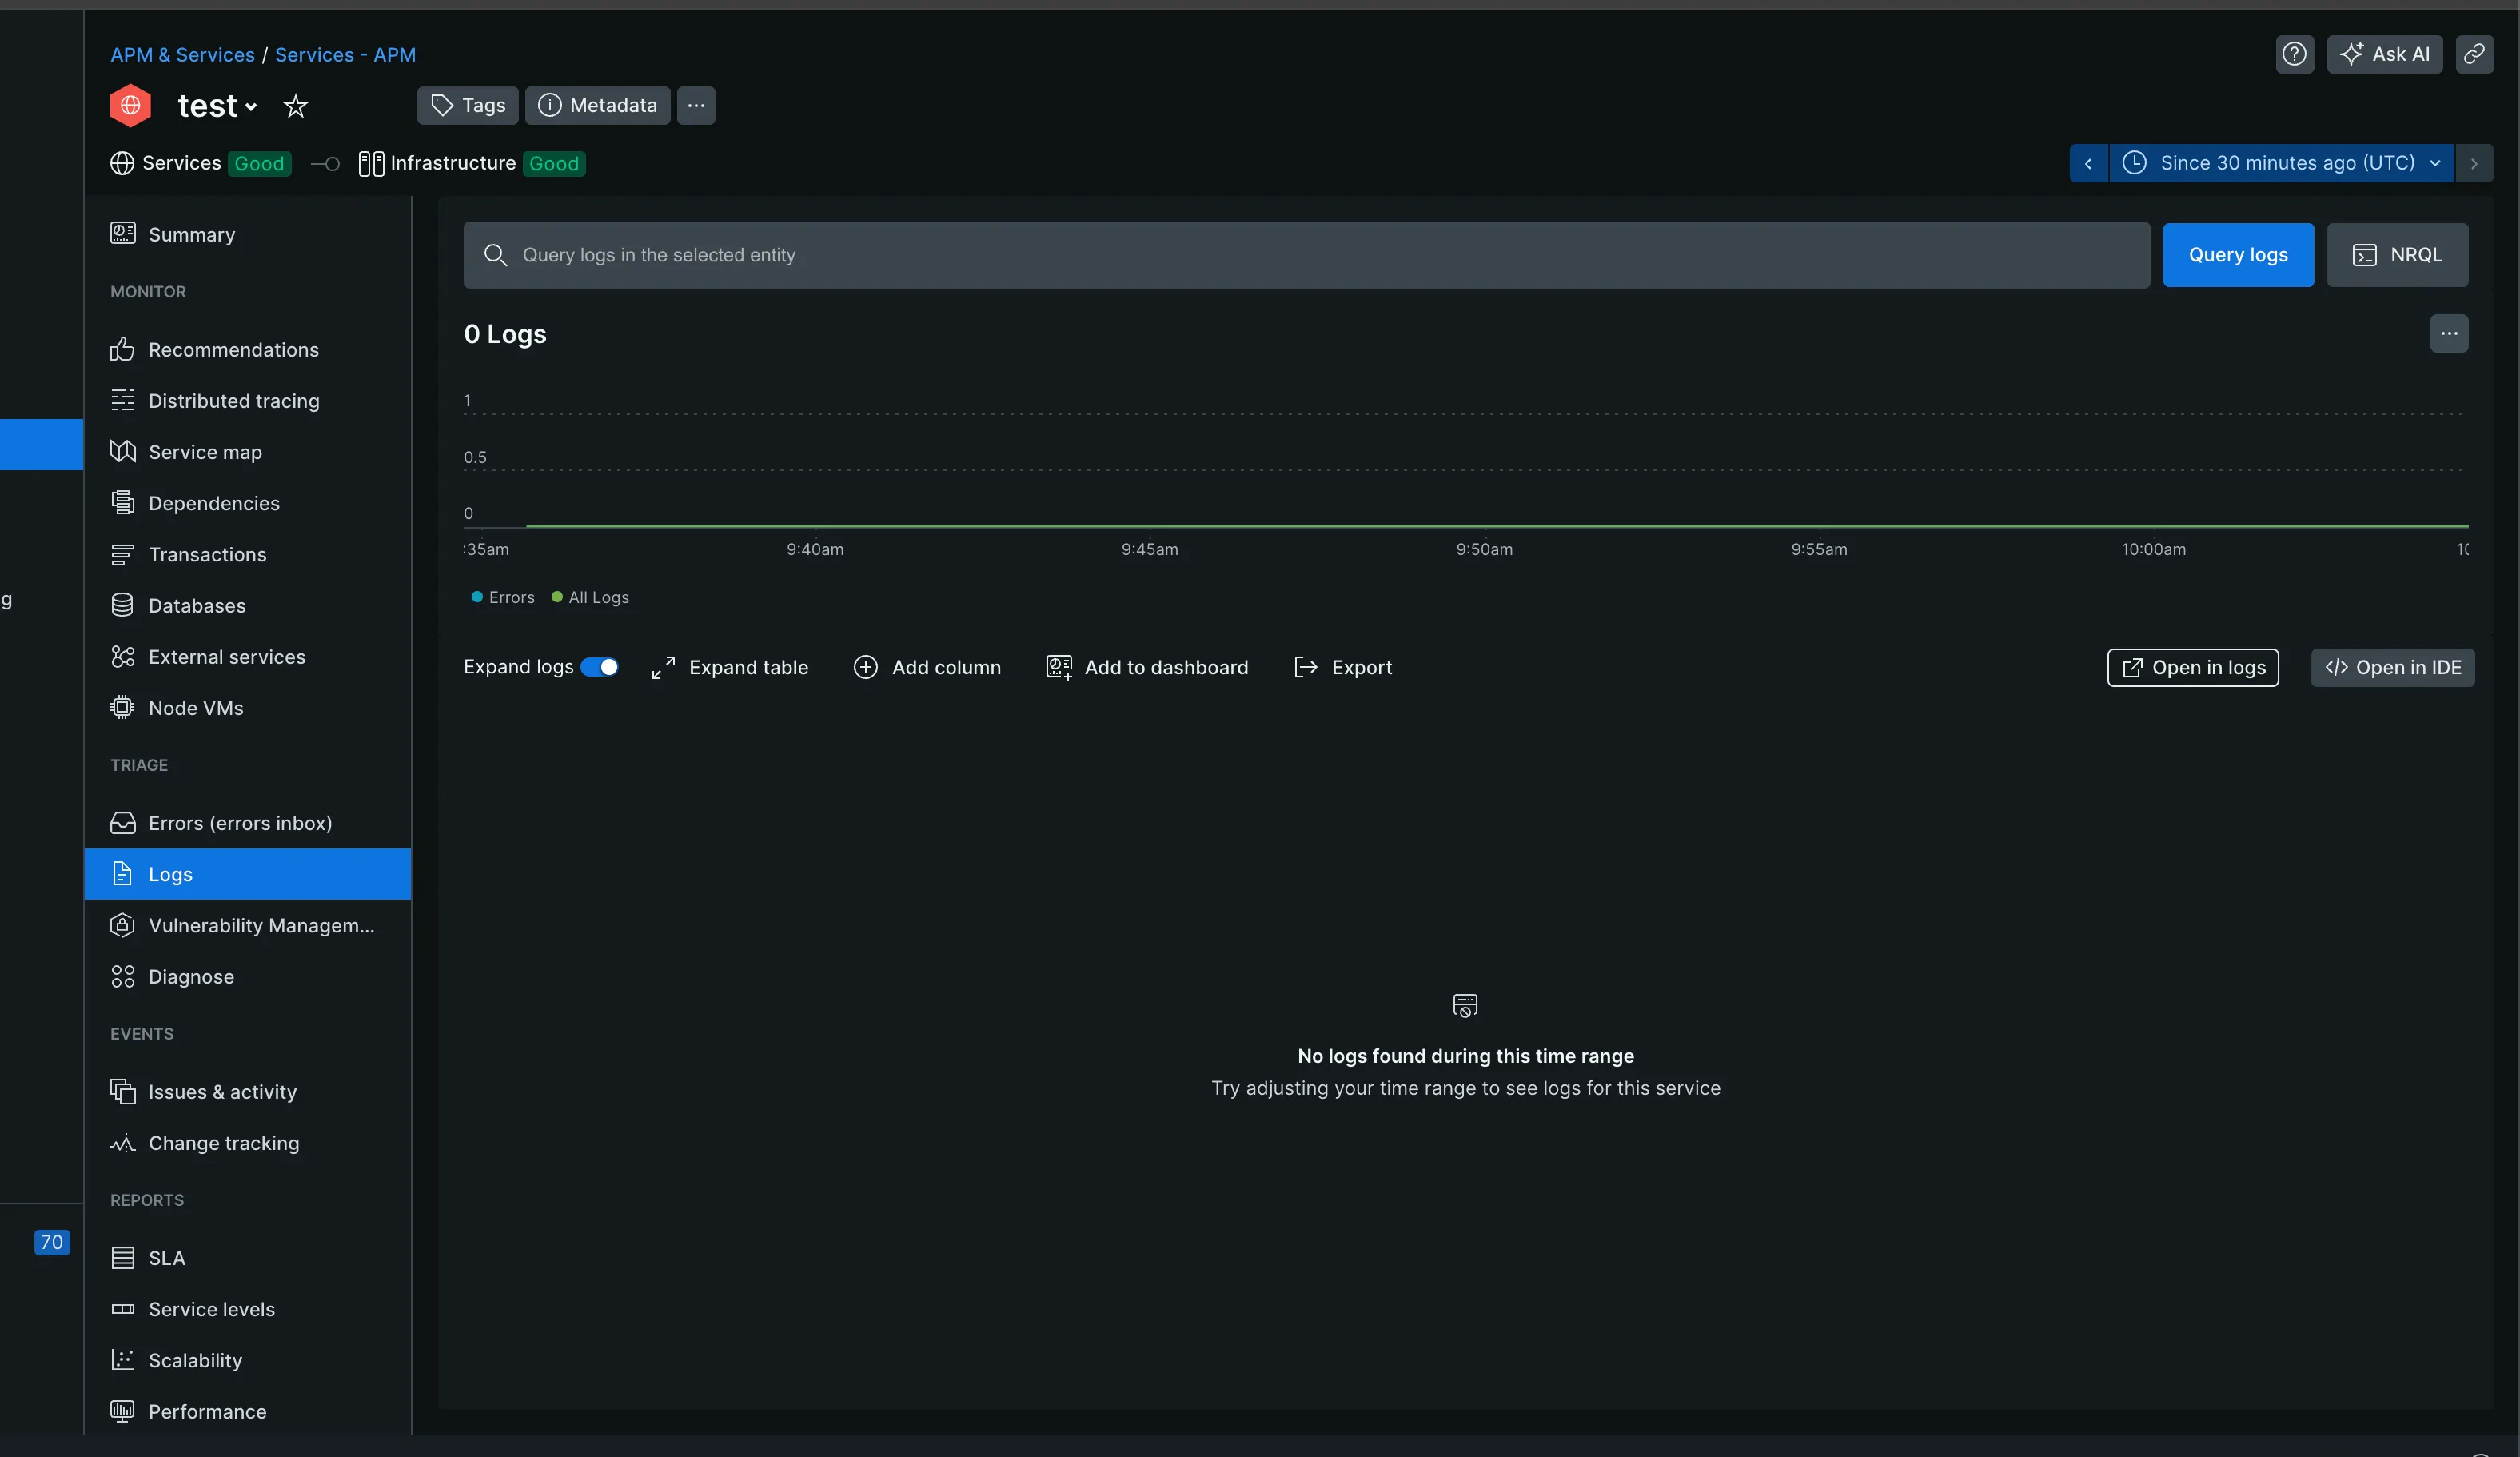 APM & Services / Services - APM
Ask AI
test
Tags
Metadata
Services Good
Infrastructure Good
Since 30 minutes ago (UTC)
Summary
MONITOR
Recommendations
Distributed tracing
Service map
Dependencies
Transactions
Databases
External services
Node VMs
TRIAGE
Errors (errors inbox)
Logs
Vulnerability Managem...
Diagnose
EVENTS
Issues & activity
Change tracking
REPORTS
SLA
Service levels
Scalability
Performance
g
70
Query logs in the selected entity
Query logs
NRQL
0 Logs
1
0.5
0
:35am 9:40am 9:45am 9:50am 9:55am 10:00am
Errors All Logs
Expand logs Expand table Add column Add to dashboard Export Open in logs Open in IDE
No logs found during this time range
Try adjusting your time range to see logs for this service